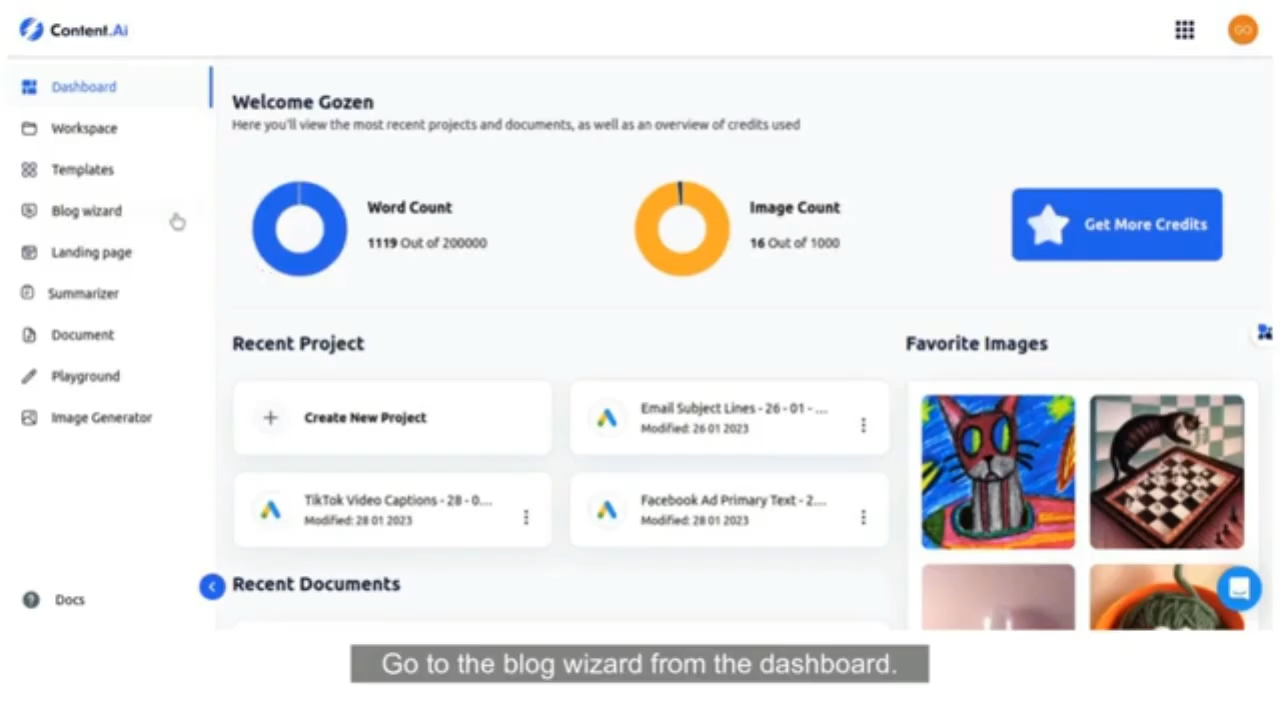 Content.Ai
GO
Dashboard
Workspace
Templates
Blog wizard
Landing page
Summarizer
Document
Playground
Image Generator
Docs
Welcome Gozen
Here you'll view the most recent projects and documents, as well as an overview of credits used
Word Count
1119 Out of 200000
Image Count
16 Out of 1000
Get More Credits
Recent Project
Create New Project
Email Subject Lines - 26 - 01 - ...
Modified: 26 01 2023
TikTok Video Captions - 28 - 0...
Modified: 28 01 2023
Facebook Ad Primary Text - 2...
Modified: 28 01 2023
Recent Documents
Favorite Images
Go to the blog wizard from the dashboard.